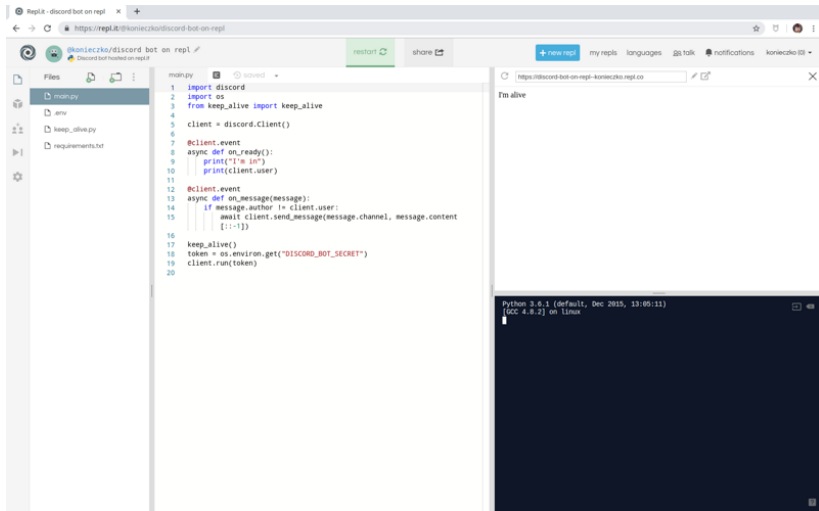 Repl.it - discord bot on repl
https://repl.it/@konieczko/discord-bot-on-repl
@konieczko/discord bot on repl
Discord bot hosted on repl.it
restart
share
+ new repl
my repls
languages
talk
notifications
konieczko
Files
main.py
.env
keep_alive.py
requirements.txt
main.py
saved
1 import discord
2 import os
3 from keep_alive import keep_alive
4
5 client = discord.Client()
6
7 @client.event
8 async def on_ready():
9 print("I'm in")
10 print(client.user)
11
12 @client.event
13 async def on_message(message):
14 if message.author != client.user:
15 await client.send_message(message.channel, message.content
[::-1])
16
17 keep_alive()
18 token = os.environ.get("DISCORD_BOT_SECRET")
19 client.run(token)
20
https://discord-bot-on-repl--konieczko.repl.co
I'm alive
Python 3.6.1 (default, Dec 2015, 13:05:11)
[GCC 4.8.2] on linux